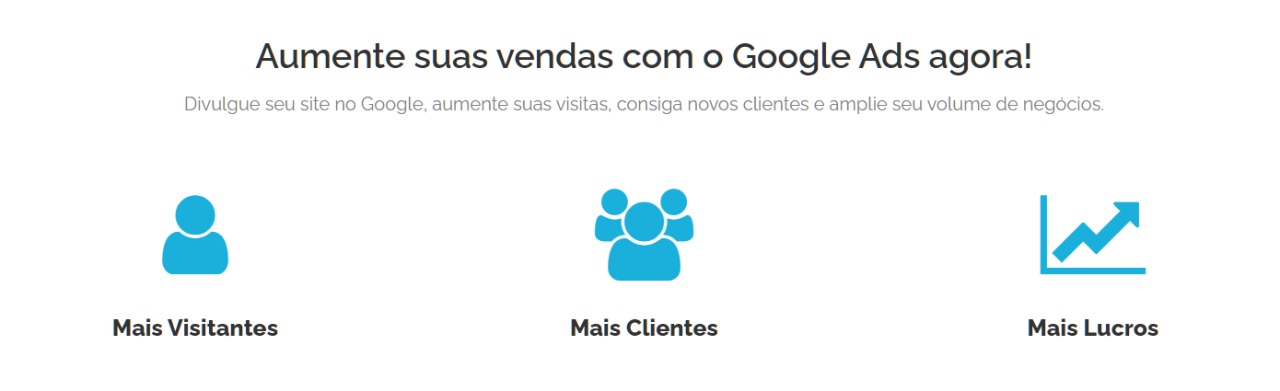 Aumente suas vendas com o Google Ads agora!
Divulgue seu site no Google, aumente suas visitas, consiga novos clientes e amplie seu volume de negócios.
Mais Visitantes
Mais Clientes
Mais Lucros